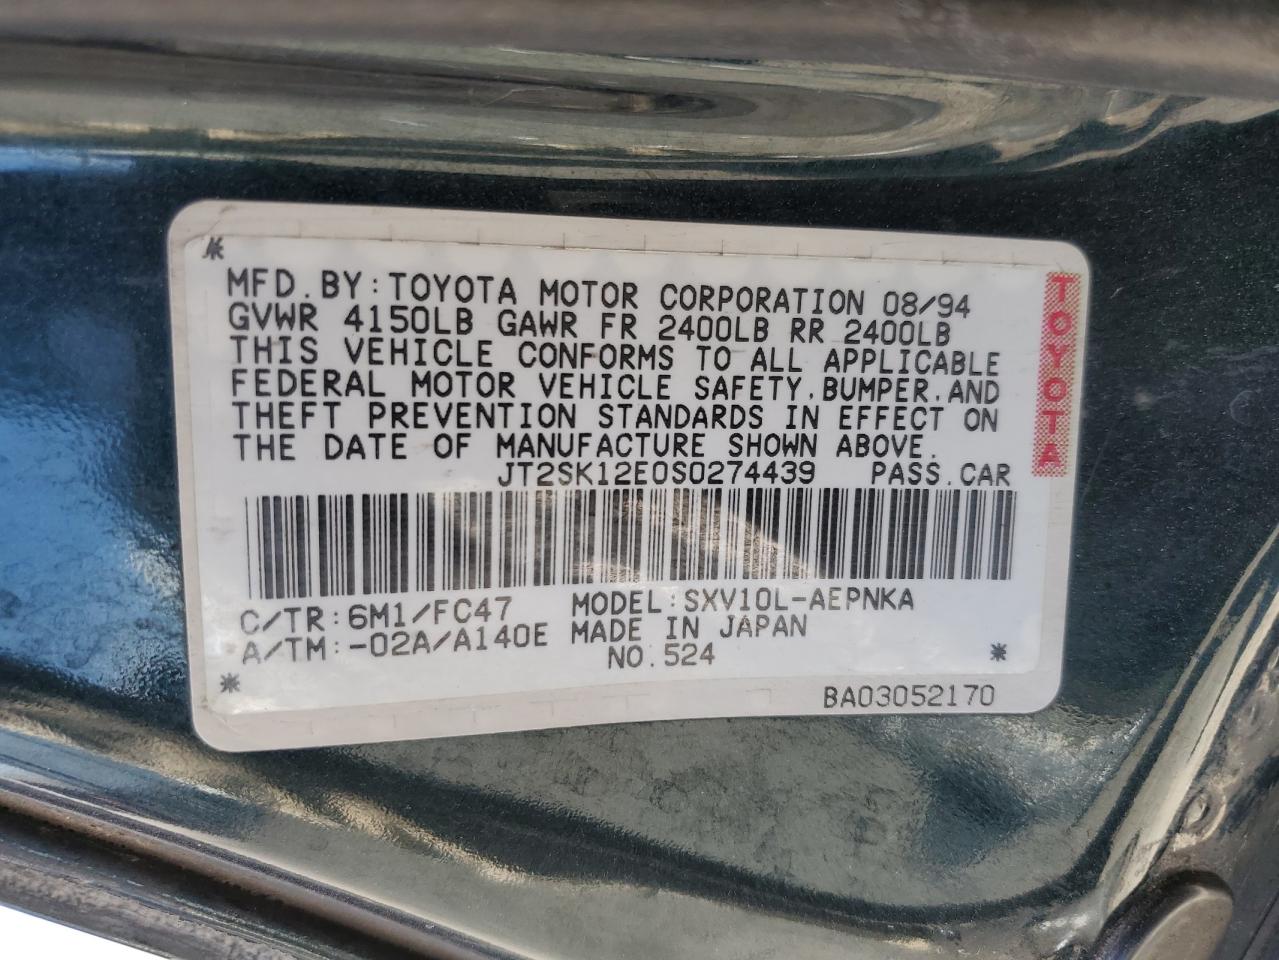 MFD. BY: TOYOTA MOTOR CORPORATION 08/94
GVWR 4150LB GAWR FR 2400LB RR 2400LB
THIS VEHICLE CONFORMS TO ALL APPLICABLE
FEDERAL MOTOR VEHICLE SAFETY, BUMPER, AND
THEFT PREVENTION STANDARDS IN EFFECT ON
THE DATE OF MANUFACTURE SHOWN ABOVE.
JT2SK12E0S0274439 PASS. CAR
TOYOTA
C/TR: 6M1/FC47 MODEL: SXV10L-AEPNKA
A/TM: -02A/A140E MADE IN JAPAN
NO. 524
BA03052170